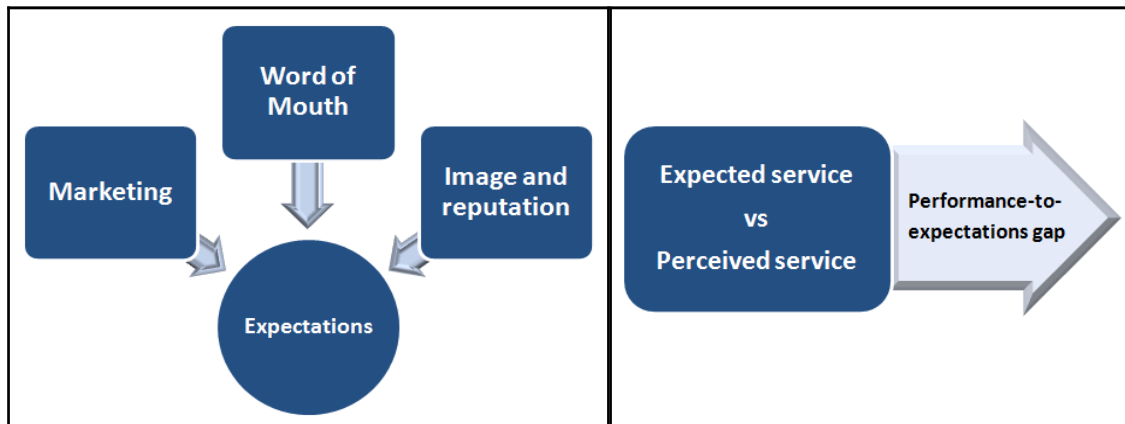 Word of
Mouth
Marketing
Image and
reputation
Expectations
Expected service
vs
Perceived service
Performance-to-
expectations gap